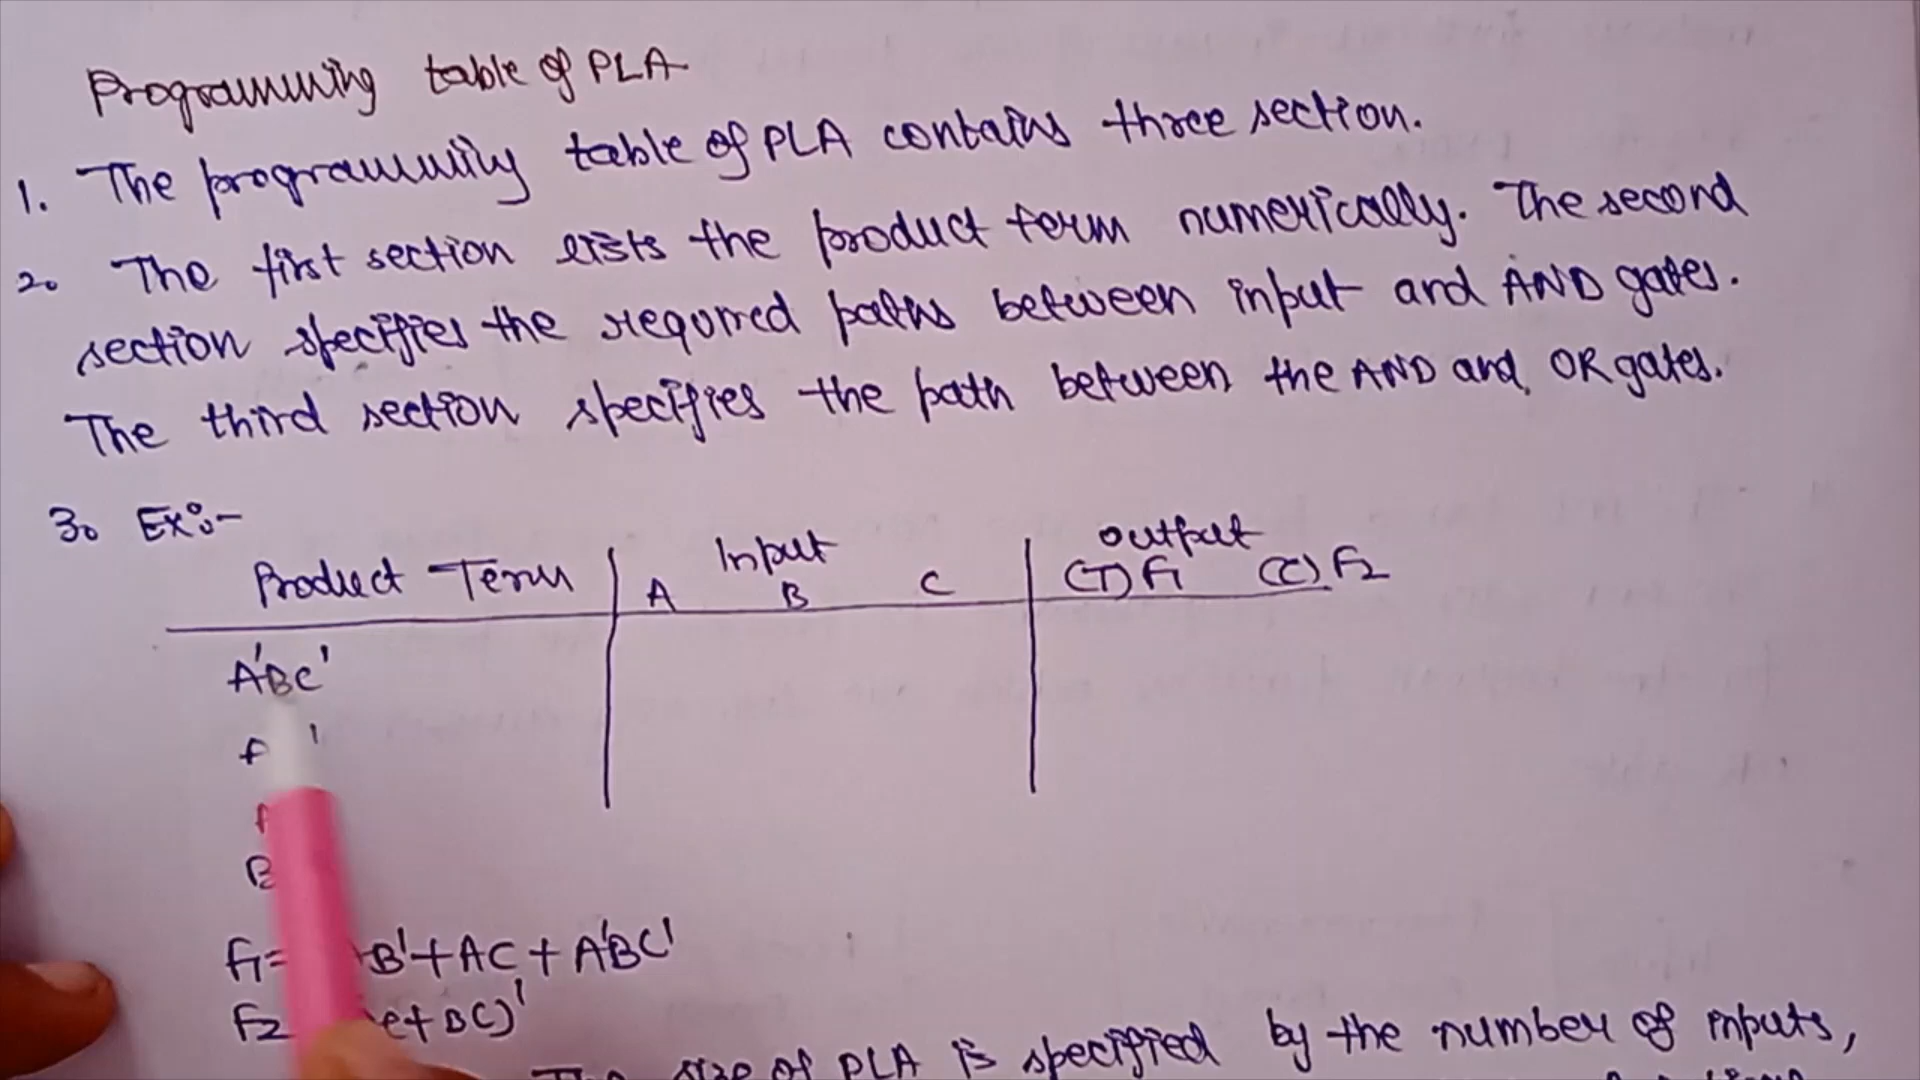 Programming table of PLA
1. The programming table of PLA contains three section.
2. The first section lists the product term numerically. The second
section specifies the required paths between input and AND gates.
The third section specifies the path between the AND and OR gates.
3. Ex:-
Product Term Input output
A B C (T) F1 (C) F2
A'BC'
F1= B'+AC+A'BC'
F2 +BC)'
size of PLA is specified by the number of inputs,